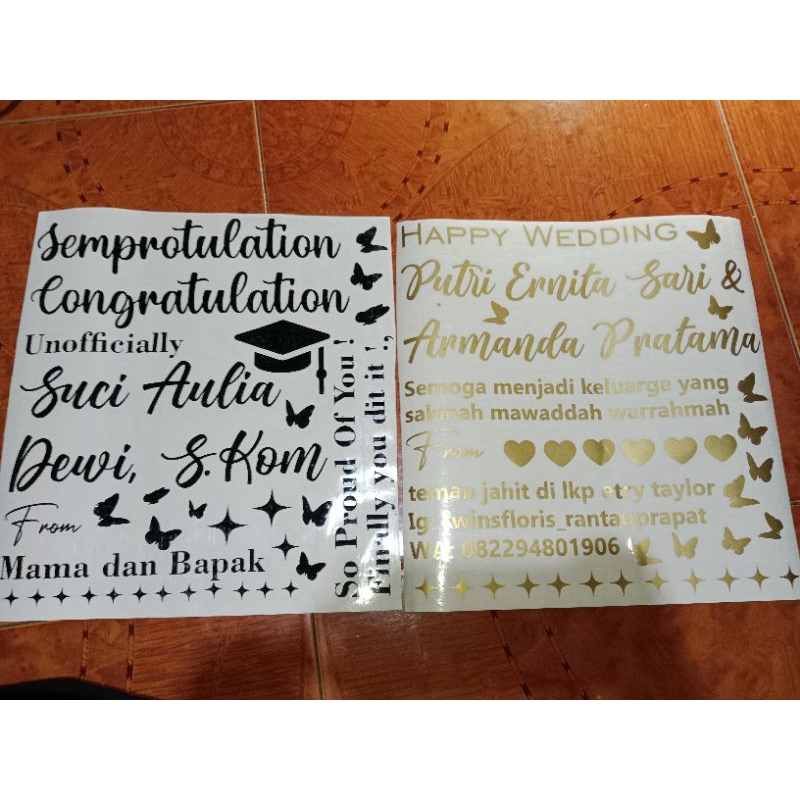 Semprotulation
Congratulation
Unofficially
Suci Aulia
Dewi, S.Kom
From
Mama dan Bapak
So Proud Of You !
Finally you dit it !,
HAPPY WEDDING
Putri Ernita Sari &
Armanda Pratama
Semoga menjadi keluarga yang
sakinah mawaddah warrahmah
From
teman jahit di lkp etry taylor
Ig: twinsfloris_rantauprapat
WA: 082294801906